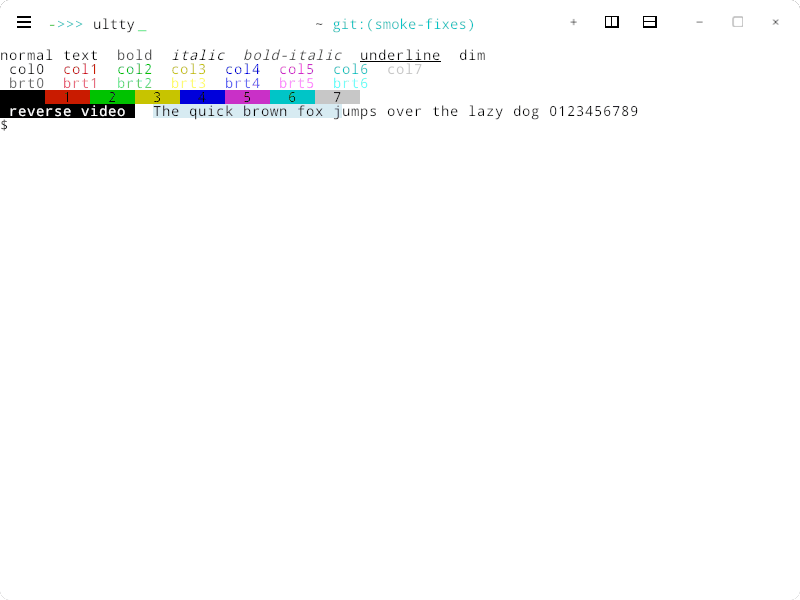 ->>> ultty_ ~ git:(smoke-fixes)
normal text bold italic bold-italic underline dim
col0 col1 col2 col3 col4 col5 col6 col7
brt0 brt1 brt2 brt3 brt4 brt5 brt6
1 2 3 4 5 6 7
reverse video The quick brown fox jumps over the lazy dog 0123456789
$